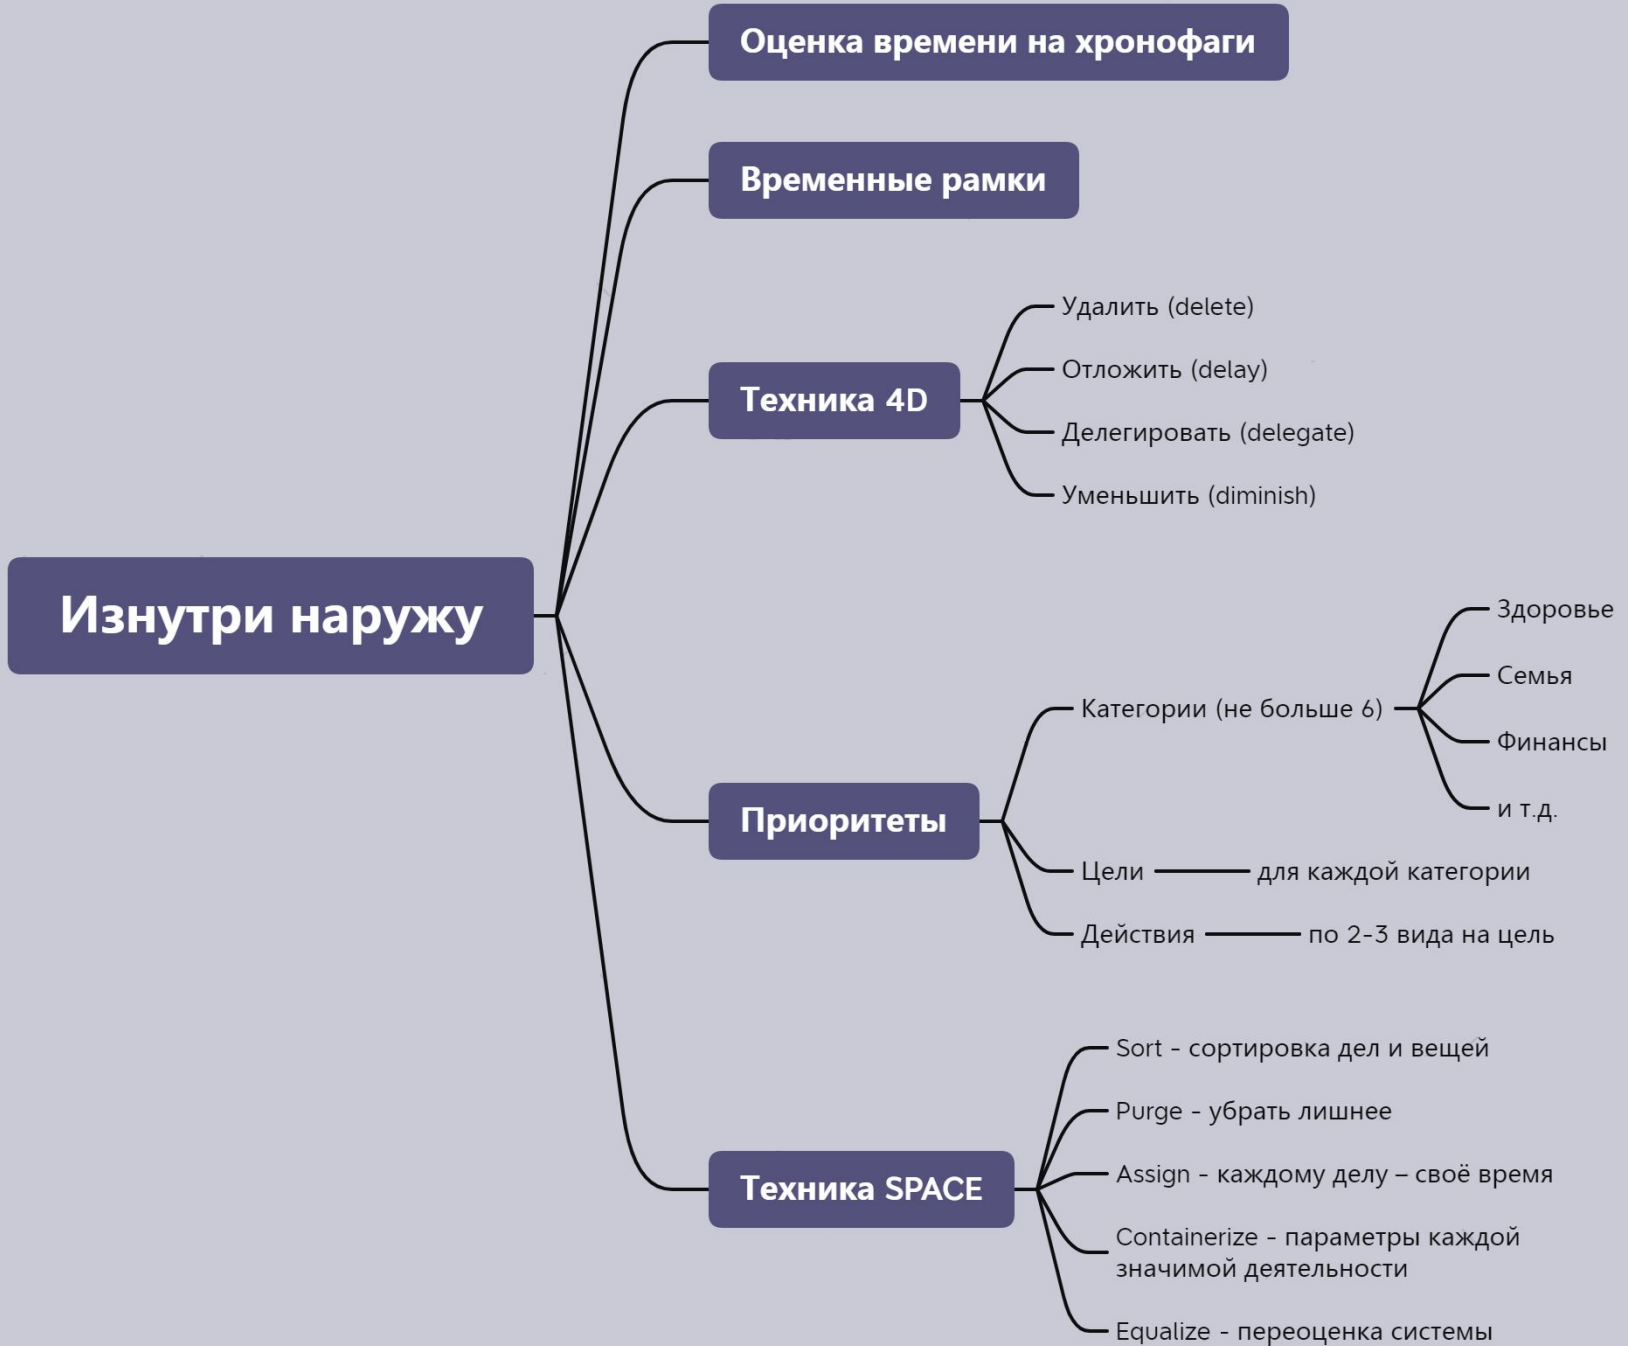 Оценка времени на хронофаги
Временные рамки
Удалить (delete)
Отложить (delay)
Техника 4D
Делегировать (delegate)
Уменьшить (diminish)
Изнутри наружу
Здоровье
Семья
Категории (не больше 6)
Финансы
и т.д.
Приоритеты
Цели
для каждой категории
Действия
по 2-3 вида на цель
Sort - сортировка дел и вещей
Purge - убрать лишнее
Assign - каждому делу – своё время
Техника SPACE
Containerize - параметры каждой
значимой деятельности
Equalize - переоценка системы